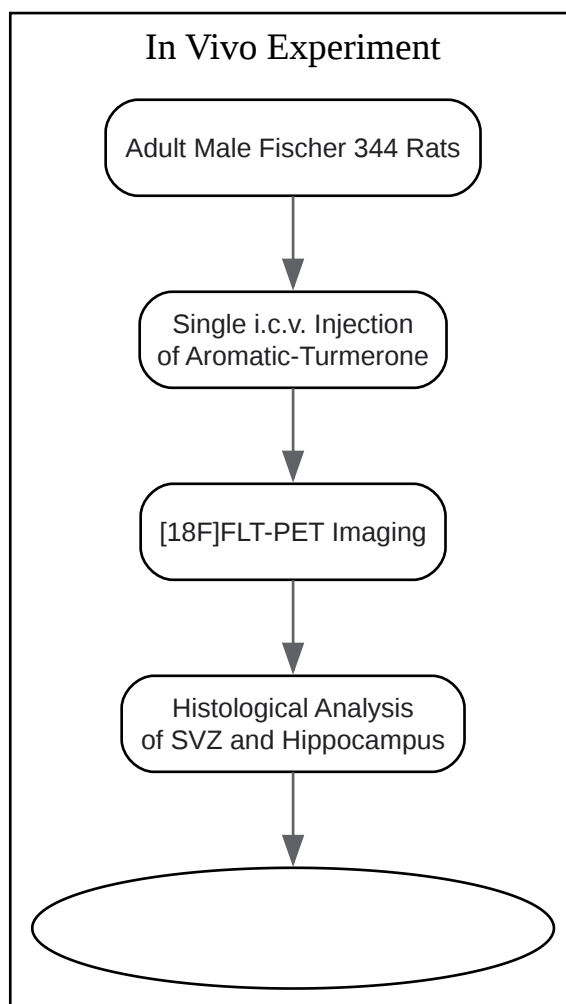 In Vivo Experiment
Adult Male Fischer 344 Rats
Single i.c.v. Injection
of Aromatic-Turmerone
[18F]FLT-PET Imaging
Histological Analysis
of SVZ and Hippocampus